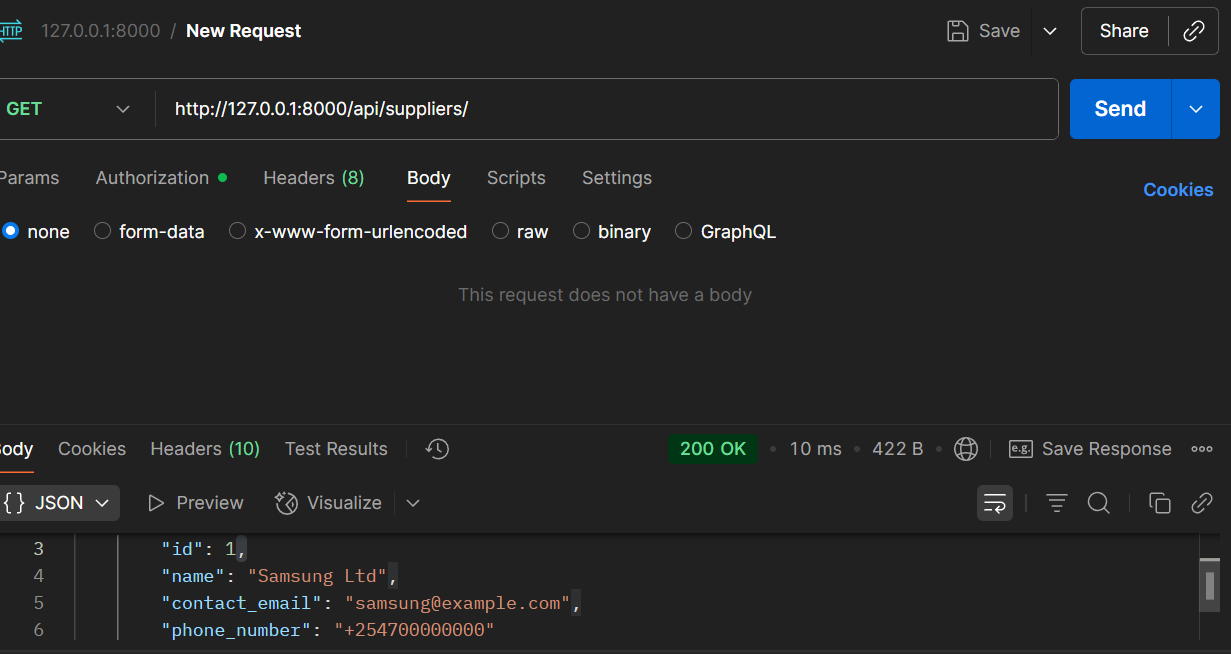 HTTP 127.0.0.1:8000 / New Request Save Share
GET http://127.0.0.1:8000/api/suppliers/ Send
Params Authorization Headers (8) Body Scripts Settings Cookies
none form-data x-www-form-urlencoded raw binary GraphQL
This request does not have a body
Body Cookies Headers (10) Test Results 200 OK • 10 ms • 422 B • e.g. Save Response
{} JSON Preview Visualize
3 "id": 1,
4 "name": "Samsung Ltd",
5 "contact_email": "samsung@example.com",
6 "phone_number": "+254700000000"